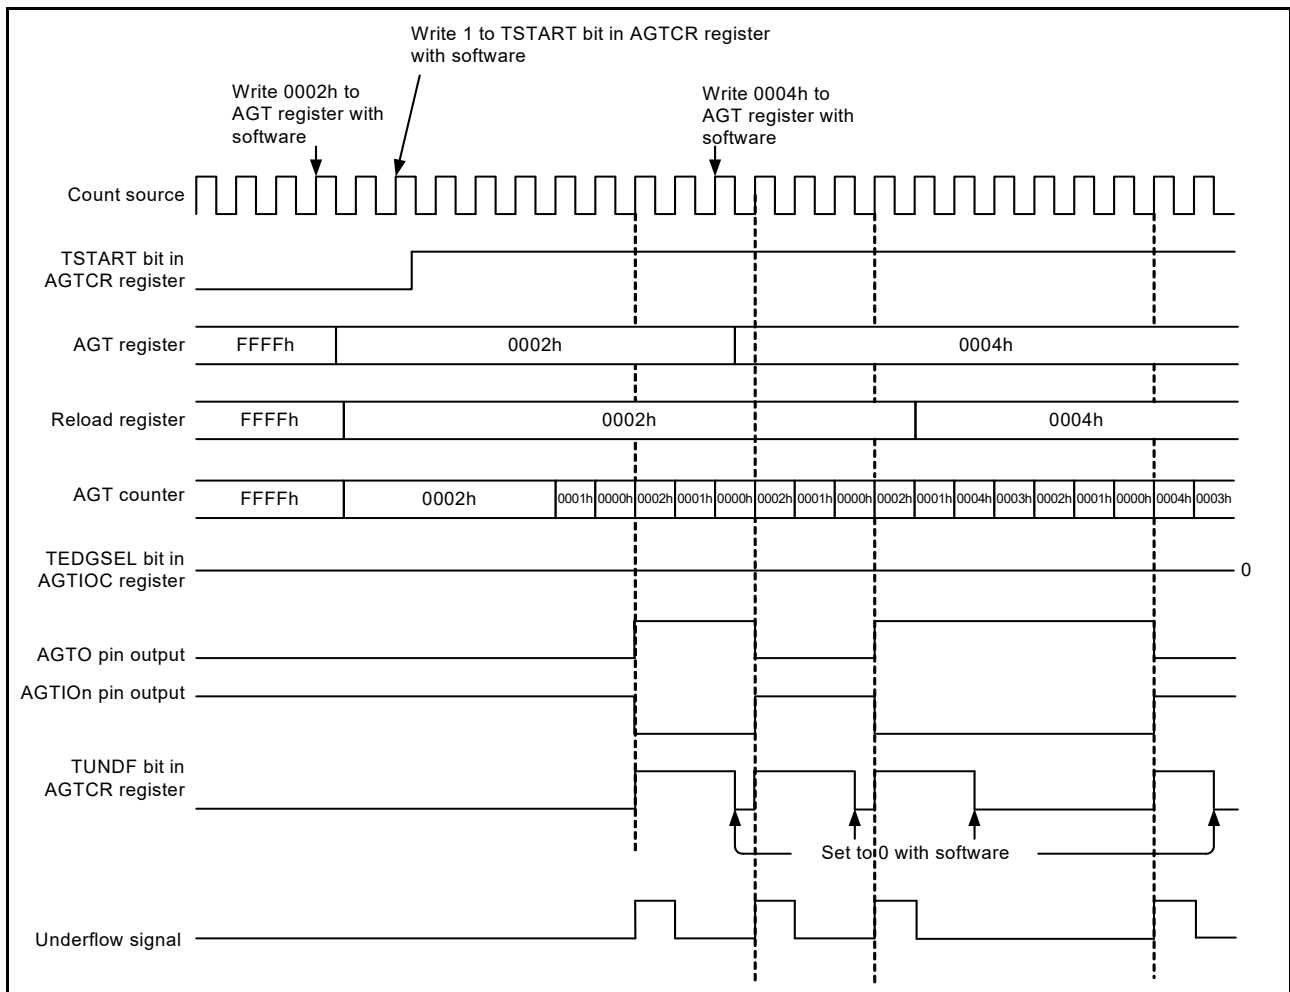 Write 1 to TSTART bit in AGTCR register
with software
Write 0002h to
AGT register with
software
Write 0004h to
AGT register with
software
Count source
TSTART bit in
AGTCR register
AGT register
FFFFh
0002h
0004h
Reload register
FFFFh
0002h
0004h
AGT counter
FFFFh
0002h
0001h
0000h
0002h
0001h
0000h
0002h
0001h
0000h
0002h
0001h
0004h
0003h
0002h
0001h
0000h
0004h
0003h
TEDGSEL bit in
AGTIOC register
0
AGTO pin output
AGTIOn pin output
TUNDF bit in
AGTCR register
Set to 0 with software
Underflow signal